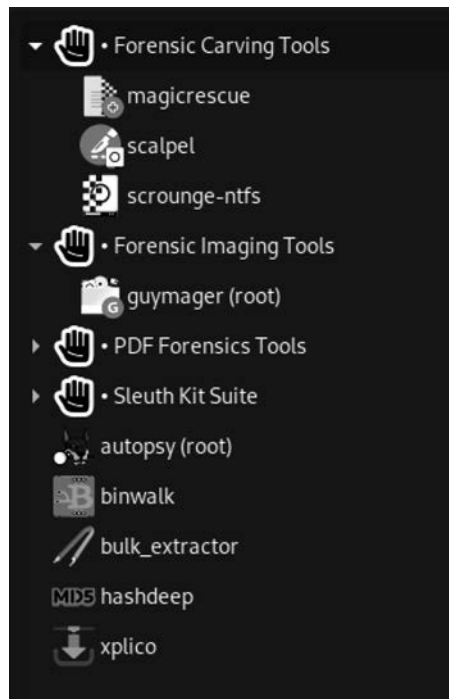 • Forensic Carving Tools
magicrescue
scalpel
scrounge-ntfs
• Forensic Imaging Tools
G guymager (root)
• PDF Forensics Tools
• Sleuth Kit Suite
autopsy (root)
B binwalk
bulk_extractor
MD5 hashdeep
xplico